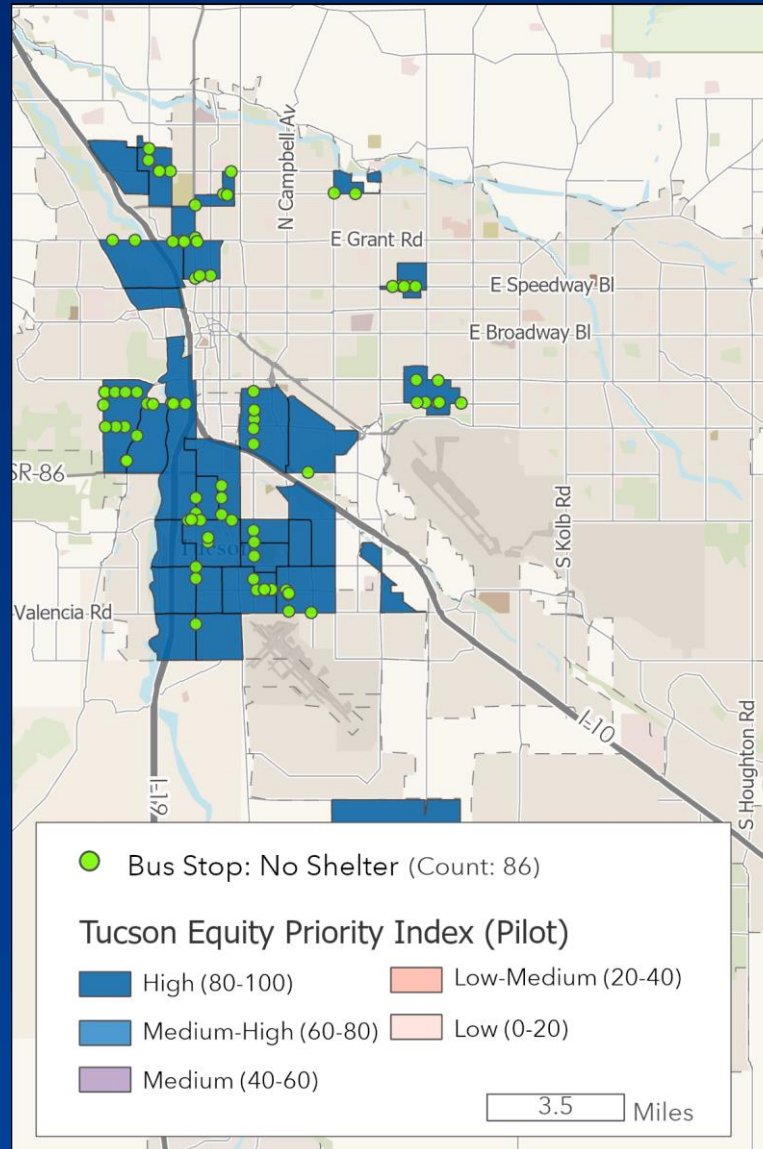 N Campbell Av
E Grant Rd
E Speedway Bl
E Broadway Bl
SR-86
Tucson
S Kolb Rd
Valencia Rd
I-10
I-19
S Houghton Rd
Bus Stop: No Shelter (Count: 86)
Tucson Equity Priority Index (Pilot)
High (80-100)
Low-Medium (20-40)
Medium-High (60-80)
Low (0-20)
Medium (40-60)
3.5 Miles